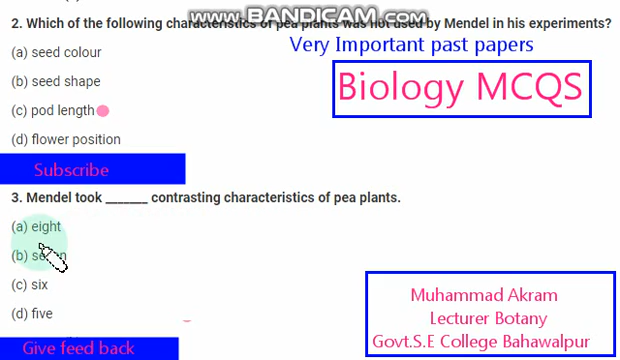 www.BANDICAM.com
2. Which of the following characteristics of pea plants was not used by Mendel in his experiments?
(a) seed colour
Very Important past papers
(b) seed shape
Biology MCQS
(c) pod length
(d) flower position
Subscribe
3. Mendel took _______ contrasting characteristics of pea plants.
(a) eight
(b) seven
(c) six
(d) five
Muhammad Akram
Lecturer Botany
Govt.S.E College Bahawalpur
Give feed back